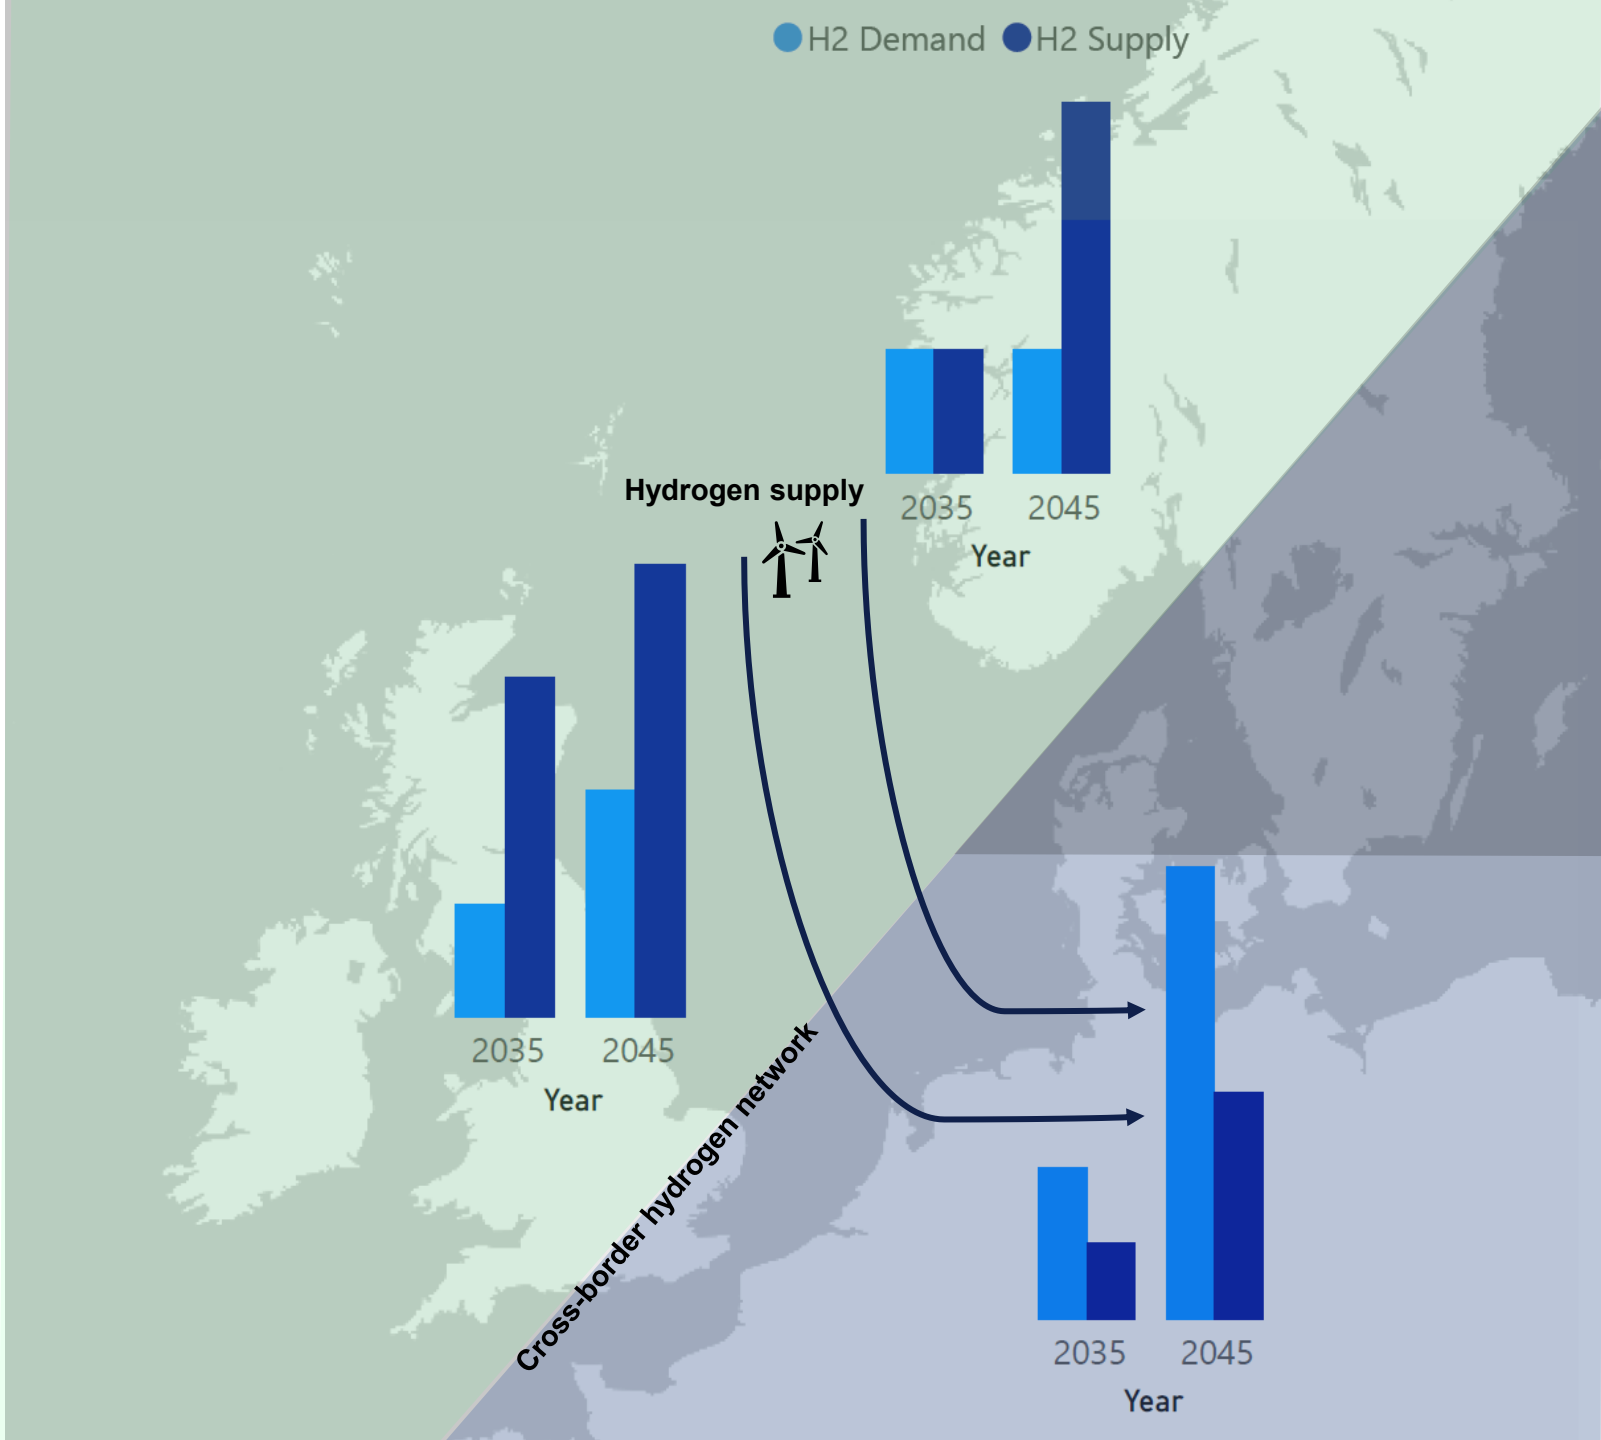 H2 Demand H2 Supply
2035 2045
Year
Hydrogen supply
2035 2045
Year
Cross-border hydrogen network
2035 2045
Year